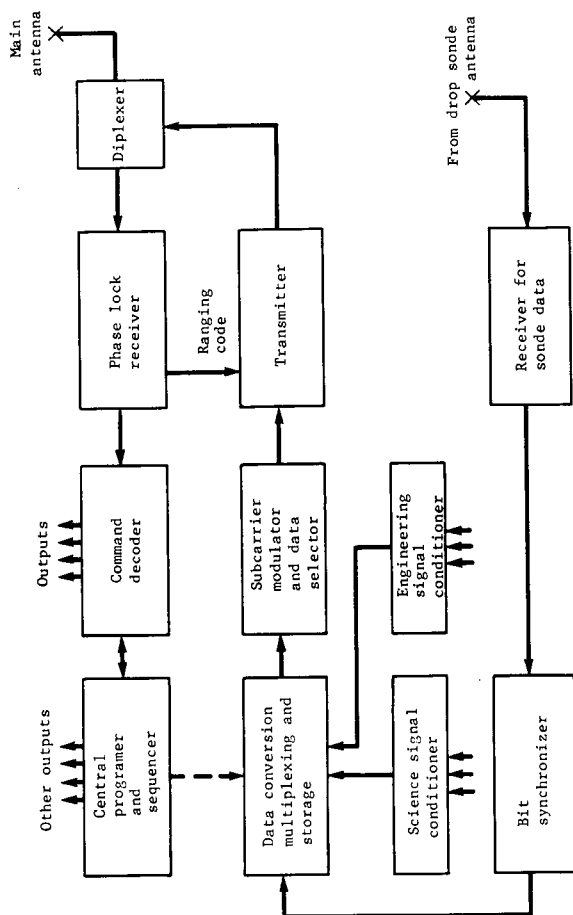 Main
antenna
Diplexer
Phase lock
receiver
Ranging
code
Transmitter
Outputs
Command
decoder
Subcarrier
modulator
and data
selector
Other outputs
Central
programer
and
sequencer
Data conversion
multiplexing and
storage
Engineering
signal
conditioner
Science signal
conditioner
From drop sonde
antenna
Receiver for
sonde data
Bit
synchronizer